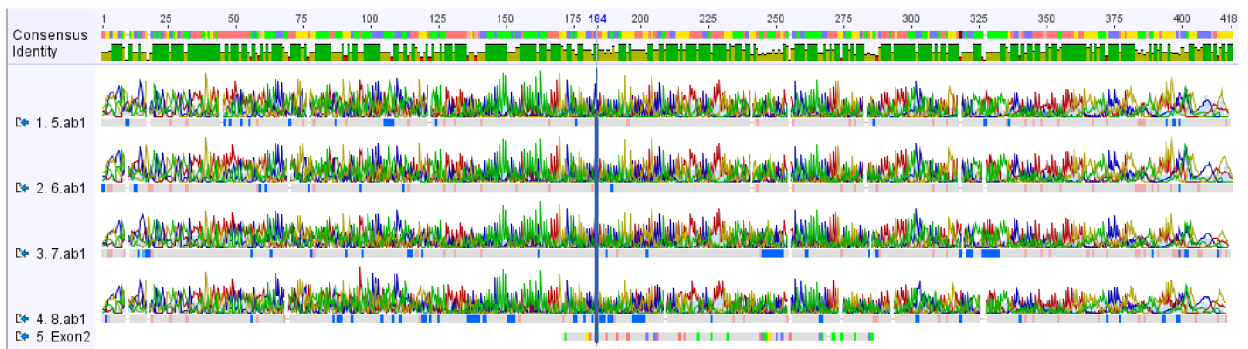 1 25 50 75 100 125 150 175 184 200 225 250 275 300 325 350 375 400 418
Consensus
Identity
1. 5.ab1
2. 6.ab1
3. 7.ab1
4. 8.ab1
5. Exon2